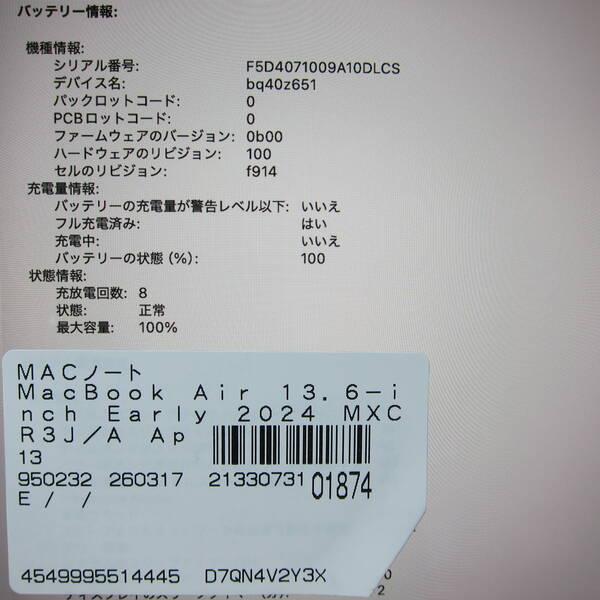 バッテリー情報:
機種情報:
シリアル番号: F5D4071009A10DLCS
デバイス名: bq40z651
パックロットコード: 0
PCBロットコード: 0
ファームウェアのバージョン: 0b00
ハードウェアのリビジョン: 100
セルのリビジョン: f914
充電量情報:
バッテリーの充電量が警告レベル以下: いいえ
フル充電済み: はい
充電中: いいえ
バッテリーの状態 (%): 100
状態情報:
充放電回数: 8
状態: 正常
最大容量: 100%
MACノート
MacBook Air 13.6-i
nch Early 2024 MXC
R3J/A Ap
13
950232 260317 21330731 01874
E / /
4549995514445 D7QN4V2Y3X